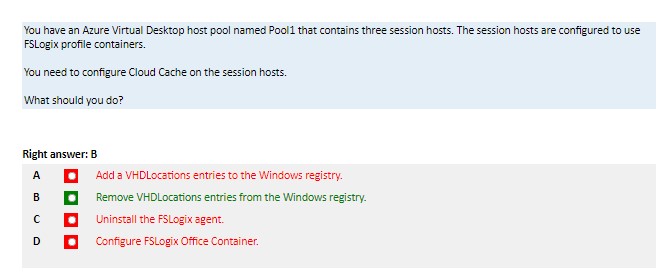 You have an Azure Virtual Desktop host pool named Pool1 that contains three session hosts. The session hosts are configured to use
FSLogix profile containers.
You need to configure Cloud Cache on the session hosts.
What should you do?
Right answer: B
A Add a VHDLocations entries to the Windows registry.
B Remove VHDLocations entries from the Windows registry.
C Uninstall the FSLogix agent.
D Configure FSLogix Office Container.